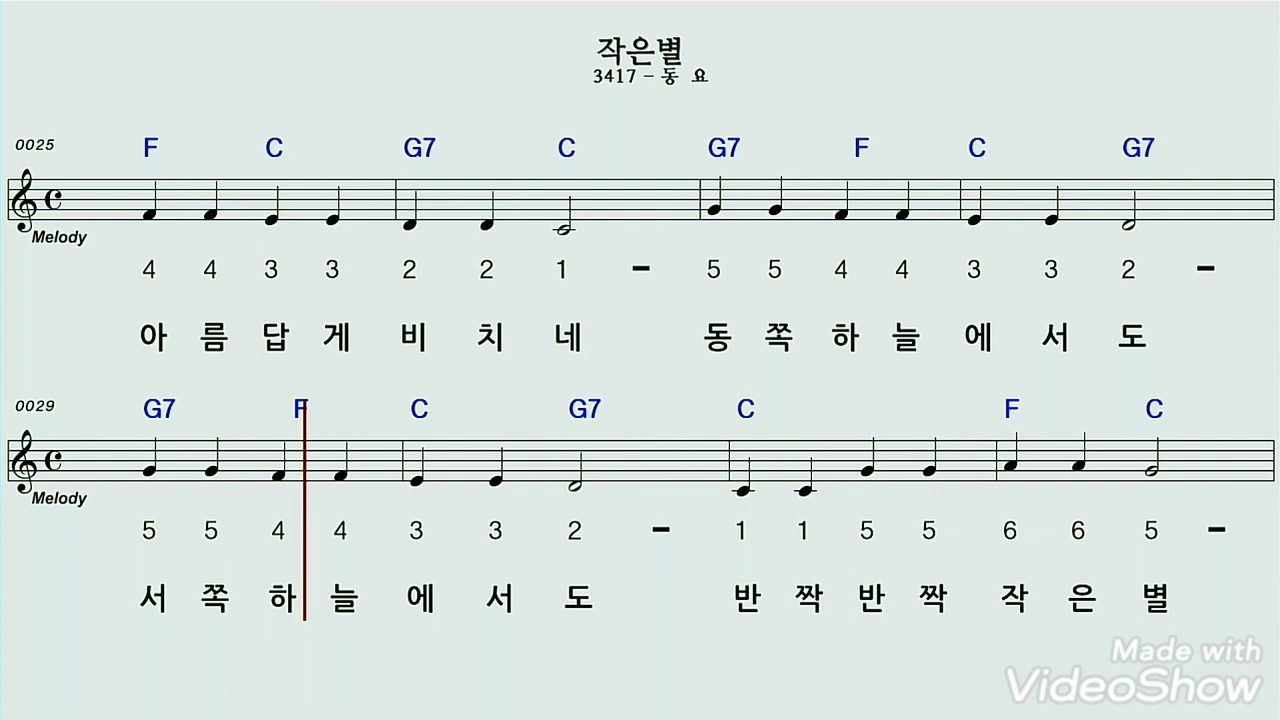 작은별
3417 - 동 요
0025
F C G7 C G7 F C G7
Melody
4 4 3 3 2 2 1 - 5 5 4 4 3 3 2 -
아 름 답 게 비 치 네 동 쪽 하 늘 에 서 도
0029
G7 F C G7 C F C
Melody
5 5 4 4 3 3 2 - 1 1 5 5 6 6 5 -
서 쪽 하 늘 에 서 도 반 짝 반 짝 작 은 별
Made with
VideoShow